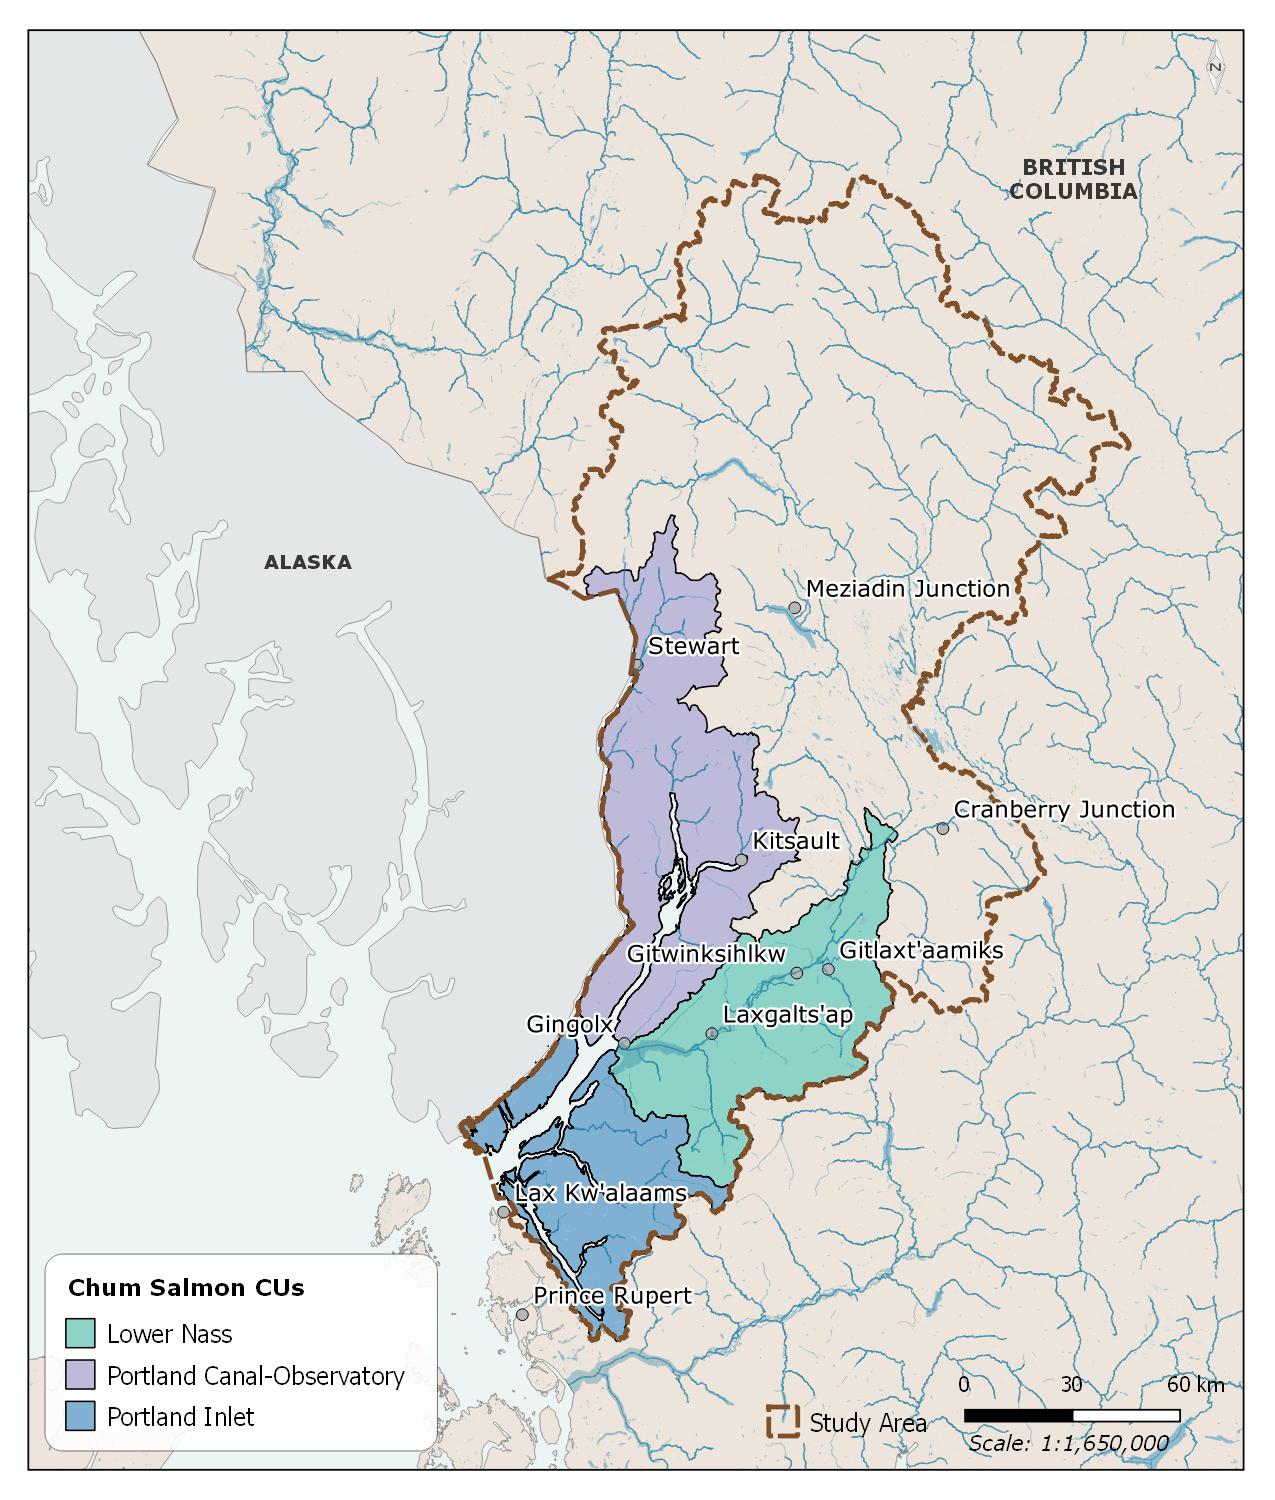 N
BRITISH
COLUMBIA
ALASKA
Meziadin Junction
Stewart
Cranberry Junction
Kitsault
Gitwinksihlkw
Gitlaxt'aamiks
Laxgalts'ap
Gingolx
Lax Kw'alaams
Prince Rupert
Chum Salmon CUs
Lower Nass
Portland Canal-Observatory
Portland Inlet
Study Area
0 30 60 km
Scale: 1:1,650,000